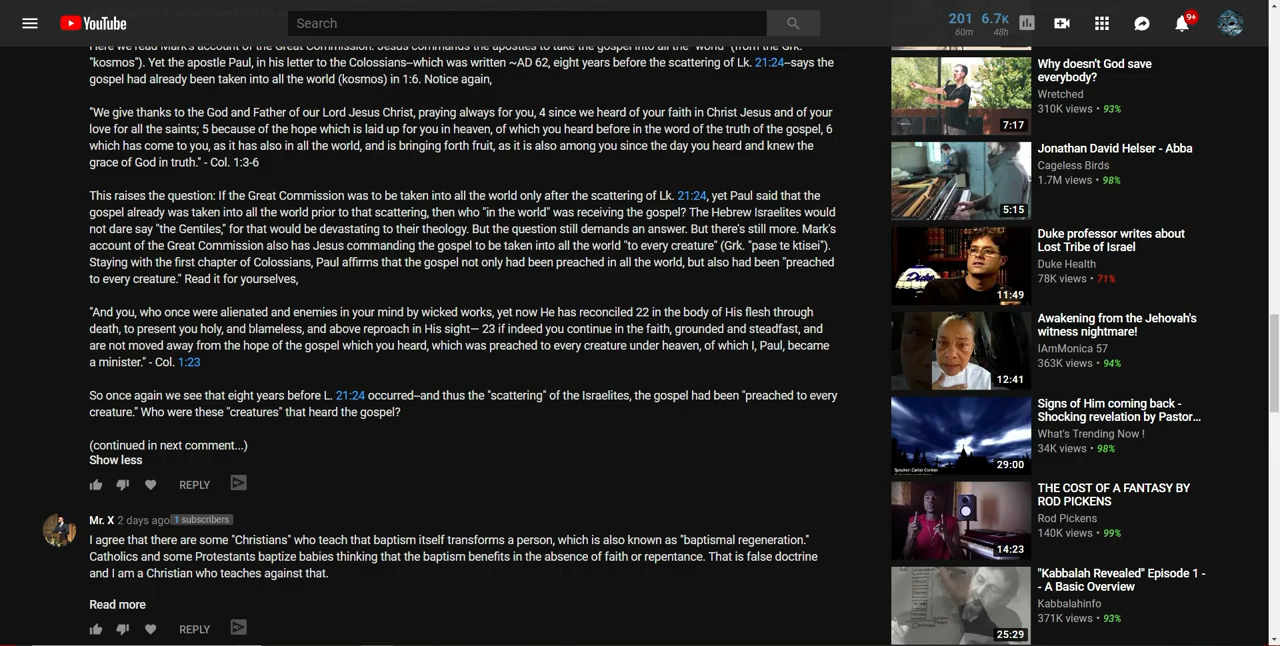 YouTube
Search
201
60m
6.7K
48h
9+
Here we read Mark's account of the Great Commission. Jesus commands the apostles to take the gospel into all the "world" (from the Grk.
"kosmos"). Yet the apostle Paul, in his letter to the Colossians--which was written ~AD 62, eight years before the scattering of Lk. 21:24--says the
gospel had already been taken into all the world (kosmos) in 1:6. Notice again,
"We give thanks to the God and Father of our Lord Jesus Christ, praying always for you, 4 since we heard of your faith in Christ Jesus and of your
love for all the saints; 5 because of the hope which is laid up for you in heaven, of which you heard before in the word of the truth of the gospel, 6
which has come to you, as it has also in all the world, and is bringing forth fruit, as it is also among you since the day you heard and knew the
grace of God in truth." - Col. 1:3-6
This raises the question: If the Great Commission was to be taken into all the world only after the scattering of Lk. 21:24, yet Paul said that the
gospel already was taken into all the world prior to that scattering, then who "in the world" was receiving the gospel? The Hebrew Israelites would
not dare say "the Gentiles," for that would be devastating to their theology. But the question still demands an answer. But there's still more. Mark's
account of the Great Commission also has Jesus commanding the gospel to be taken into all the world "to every creature" (Grk. "pase te ktisei").
Staying with the first chapter of Colossians, Paul affirms that the gospel not only had been preached in all the world, but also had been "preached
to every creature." Read it for yourselves,
"And you, who once were alienated and enemies in your mind by wicked works, yet now He has reconciled 22 in the body of His flesh through
death, to present you holy, and blameless, and above reproach in His sight— 23 if indeed you continue in the faith, grounded and steadfast, and
are not moved away from the hope of the gospel which you heard, which was preached to every creature under heaven, of which I, Paul, became
a minister." - Col. 1:23
So once again we see that eight years before L. 21:24 occurred--and thus the "scattering" of the Israelites, the gospel had been "preached to every
creature." Who were these "creatures" that heard the gospel?
(continued in next comment...)
Show less
REPLY
Mr. X 2 days ago 1 subscribers
I agree that there are some "Christians" who teach that baptism itself transforms a person, which is also known as "baptismal regeneration."
Catholics and some Protestants baptize babies thinking that the baptism benefits in the absence of faith or repentance. That is false doctrine
and I am a Christian who teaches against that.
Read more
REPLY
7:17
Why doesn't God save
everybody?
Wretched
310K views • 93%
5:15
Jonathan David Helser - Abba
Cageless Birds
1.7M views • 98%
Duke
11:49
Duke professor writes about
Lost Tribe of Israel
Duke Health
78K views • 71%
12:41
Awakening from the Jehovah's
witness nightmare!
IAmMonica 57
363K views • 94%
Speaker: Carter Conlon
29:00
Signs of Him coming back -
Shocking revelation by Pastor...
What's Trending Now !
34K views • 98%
14:23
THE COST OF A FANTASY BY
ROD PICKENS
Rod Pickens
140K views • 99%
25:29
"Kabbalah Revealed" Episode 1 -
- A Basic Overview
Kabbalahinfo
371K views • 93%